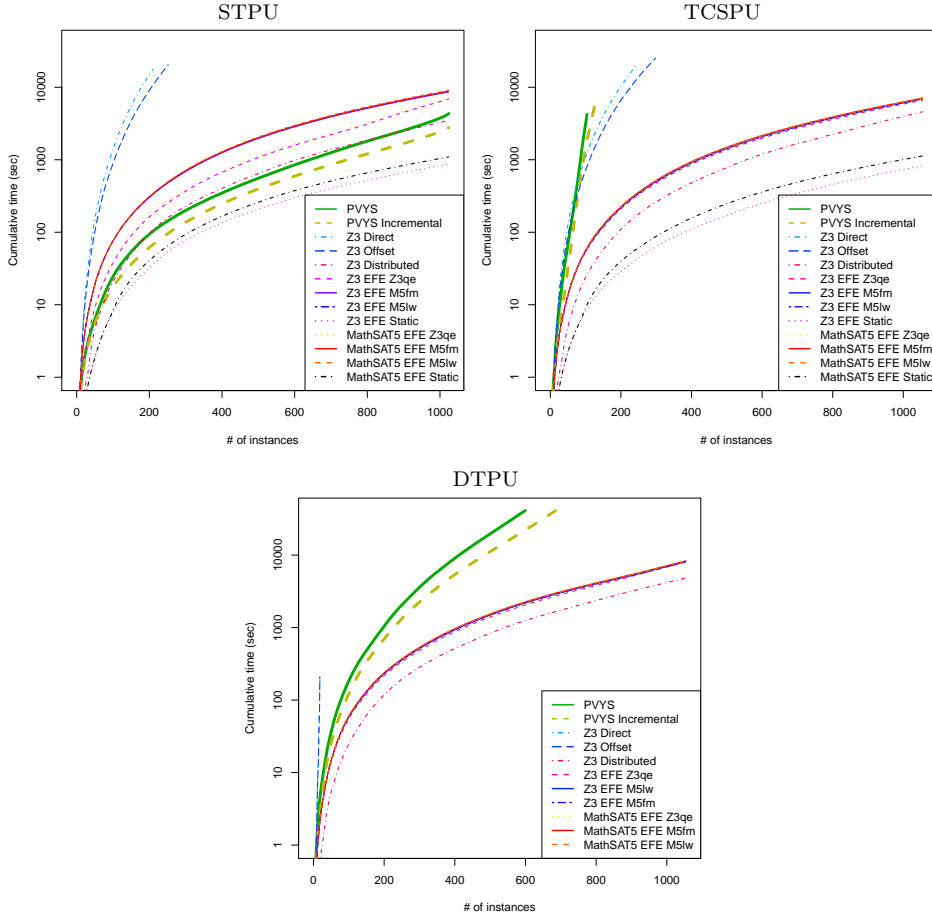 STPU
Cumulative time (sec)
10000
1000
100
10
1
PVYS
PVYS Incremental
Z3 Direct
Z3 Offset
Z3 Distributed
Z3 EFE Z3qe
Z3 EFE M5fm
Z3 EFE M5lw
Z3 EFE Static
MathSAT5 EFE Z3qe
MathSAT5 EFE M5fm
MathSAT5 EFE M5lw
MathSAT5 EFE Static
0 200 400 600 800 1000
# of instances
TCSPU
Cumulative time (sec)
10000
1000
100
10
1
PVYS
PVYS Incremental
Z3 Direct
Z3 Offset
Z3 Distributed
Z3 EFE Z3qe
Z3 EFE M5fm
Z3 EFE M5lw
Z3 EFE Static
MathSAT5 EFE Z3qe
MathSAT5 EFE M5fm
MathSAT5 EFE M5lw
MathSAT5 EFE Static
0 200 400 600 800 1000
# of instances
DTPU
Cumulative time (sec)
10000
1000
100
10
1
PVYS
PVYS Incremental
Z3 Direct
Z3 Offset
Z3 Distributed
Z3 EFE Z3qe
Z3 EFE M5lw
Z3 EFE M5fm
MathSAT5 EFE Z3qe
MathSAT5 EFE M5fm
MathSAT5 EFE M5lw
0 200 400 600 800 1000
# of instances